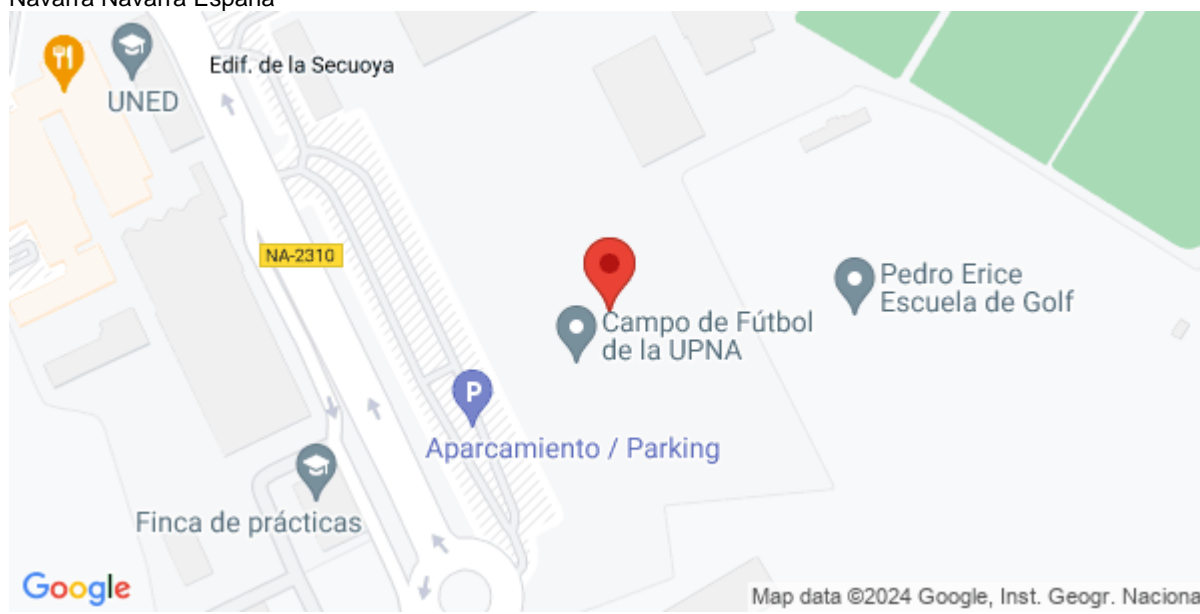 Navarra Navarra España
UNED
Edif. de la Secuoya
NA-2310
Pedro Erice
Escuela de Golf
Campo de Fútbol
de la UPNA
P
Aparcamiento / Parking
Finca de prácticas
Google
Map data ©2024 Google, Inst. Geogr. Naciona